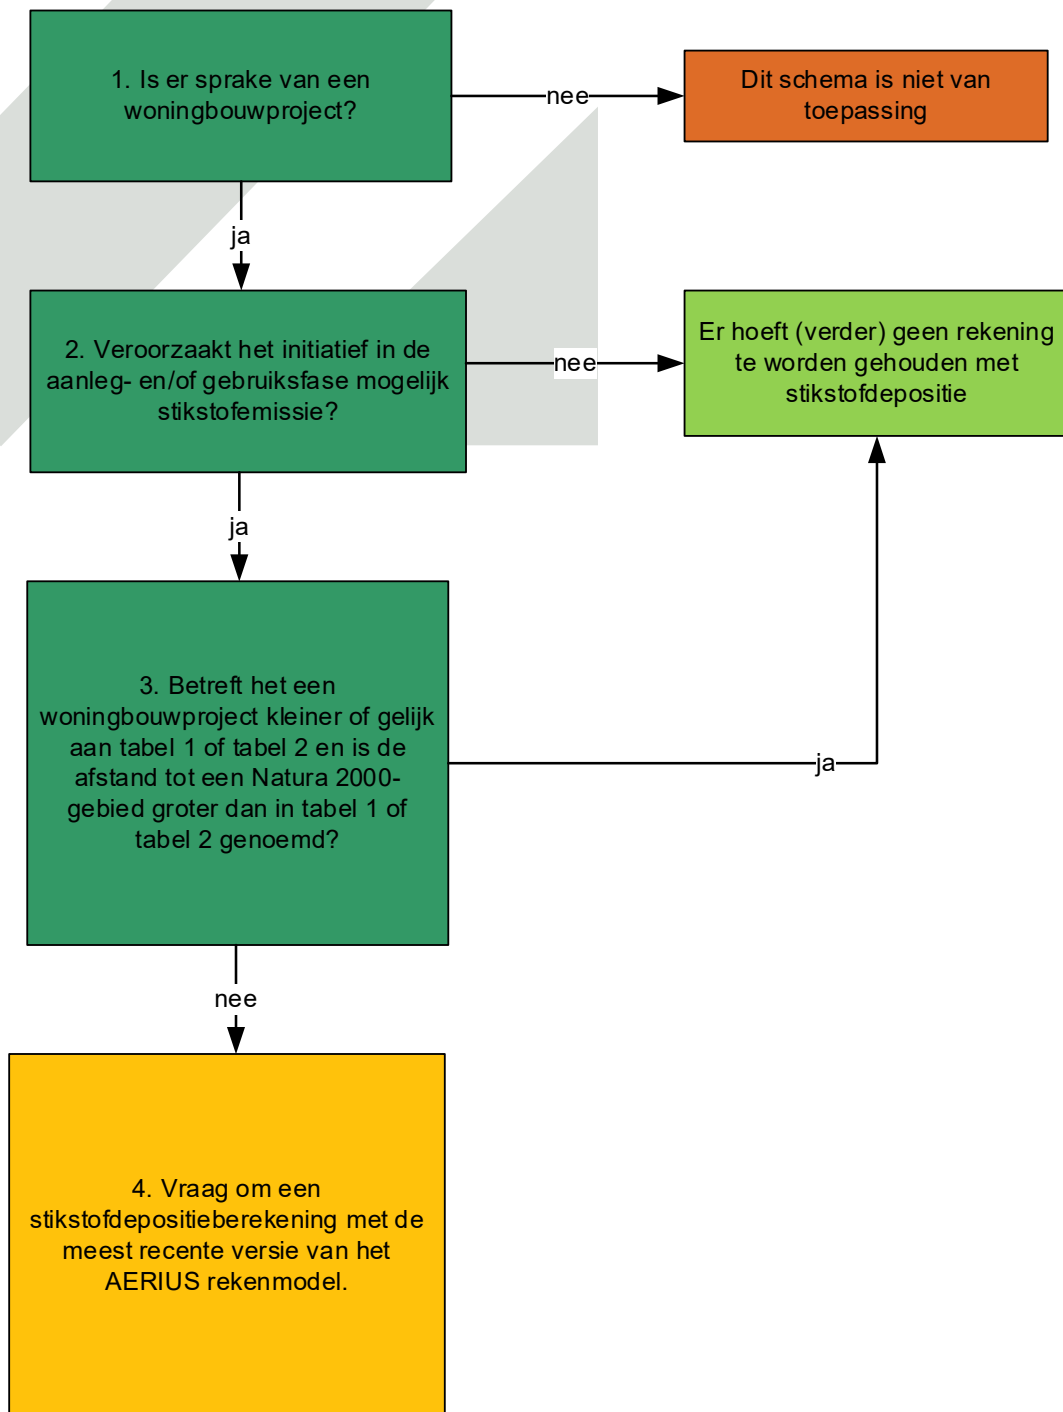 1. Is er sprake van een
woningbouwproject?
nee
Dit schema is niet van
toepassing
ja
2. Veroorzaakt het initiatief in de
aanleg- en/of gebruiksfase mogelijk
stikstofemissie?
nee
Er hoeft (verder) geen rekening
te worden gehouden met
stikstofdepositie
ja
3. Betreft het een
woningbouwproject kleiner of gelijk
aan tabel 1 of tabel 2 en is de
afstand tot een Natura 2000-
gebied groter dan in tabel 1 of
tabel 2 genoemd?
ja
nee
4. Vraag om een
stikstofdepositieberekening met de
meest recente versie van het
AERIUS rekenmodel.